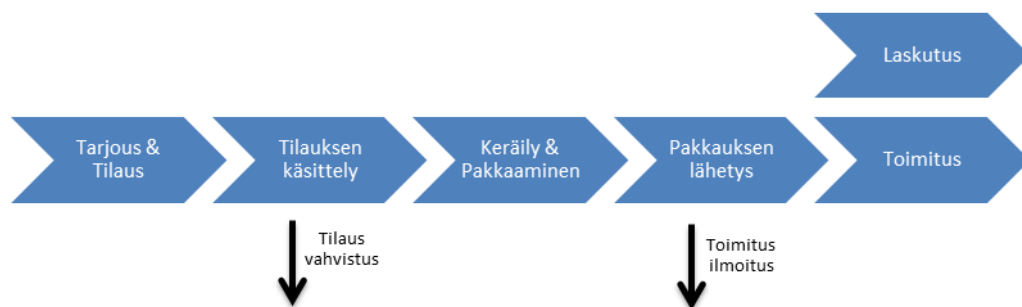 Laskutus
Tarjous &
Tilaus
Tilauksen
käsittely
Keräily &
Pakkaaminen
Pakkauksen
lähetys
Toimitus
Tilaus
vahvistus
Toimitus
ilmoitus